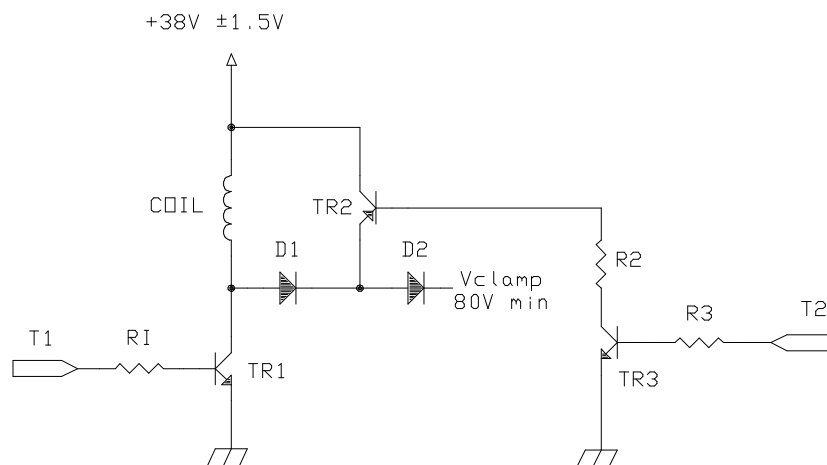 +38V ±1.5V
COIL
TR2
D1
D2
Vclamp
80V min
R2
R3
T2
T1
RI
TR1
TR3